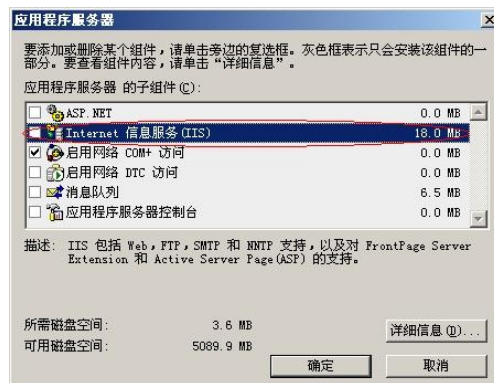 应用程序服务器
要添加或删除某个组件，请单击旁边的复选框。灰色框表示只会安装该组件的一
部分。要查看组件内容，请单击“详细信息”。
应用程序服务器 的子组件(C):
ASP.NET 0.0 MB
Internet 信息服务(IIS) 18.0 MB
启用网络 COM+ 访问 0.0 MB
启用网络 DTC 访问 0.0 MB
消息队列 6.5 MB
应用程序服务器控制台 0.0 MB
描述: IIS 包括 Web，FTP，SMTP 和 NNTP 支持，以及对 FrontPage Server
Extension 和 Active Server Page(ASP) 的支持。
所需磁盘空间: 3.6 MB
详细信息(D)...
可用磁盘空间: 5089.9 MB
确定 取消